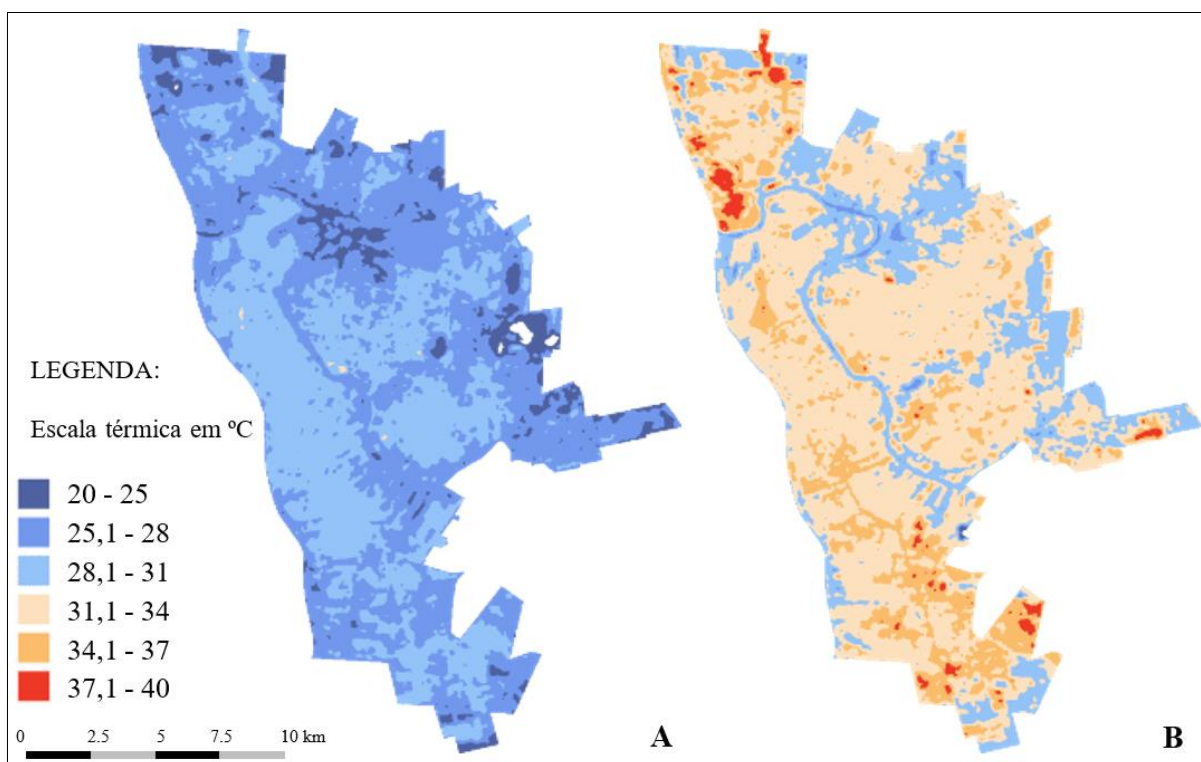 LEGENDA:
Escala térmica em ºC
20 - 25
25,1 - 28
28,1 - 31
31,1 - 34
34,1 - 37
37,1 - 40
0 2.5 5 7.5 10 km
A
B